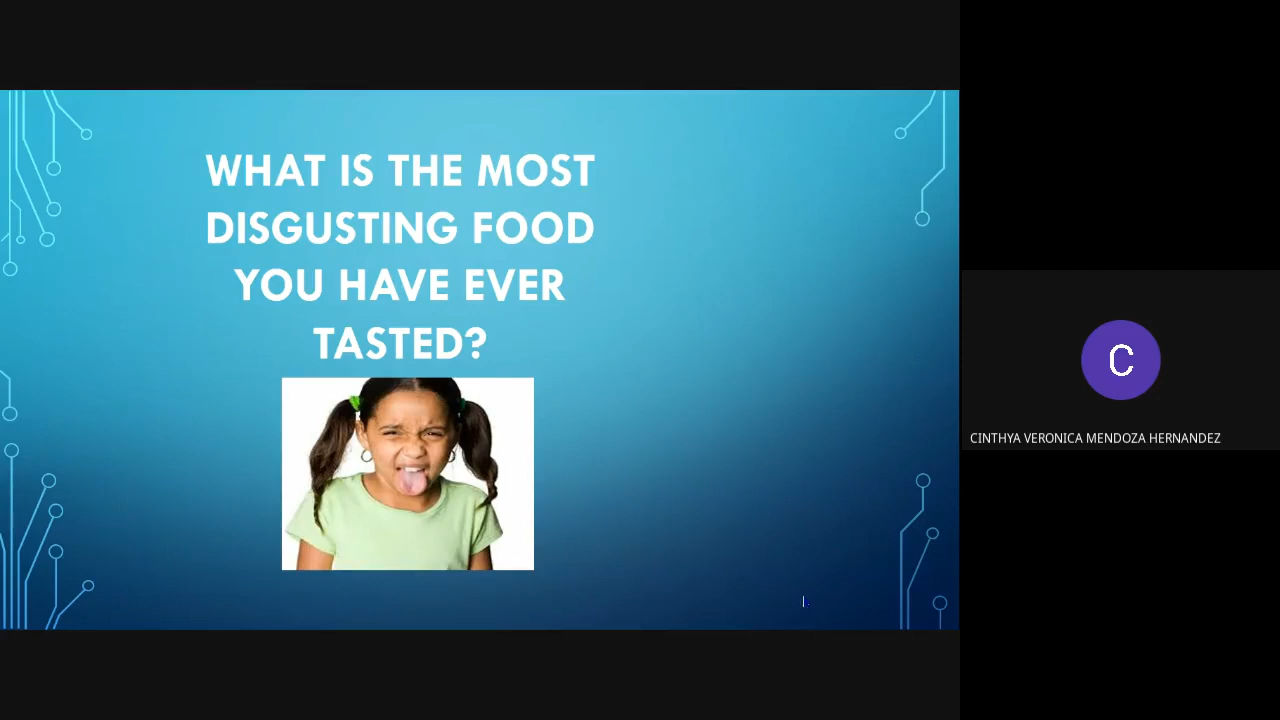 WHAT IS THE MOST
DISGUSTING FOOD
YOU HAVE EVER
TASTED?
C
CINTHYA VERONICA MENDOZA HERNANDEZ